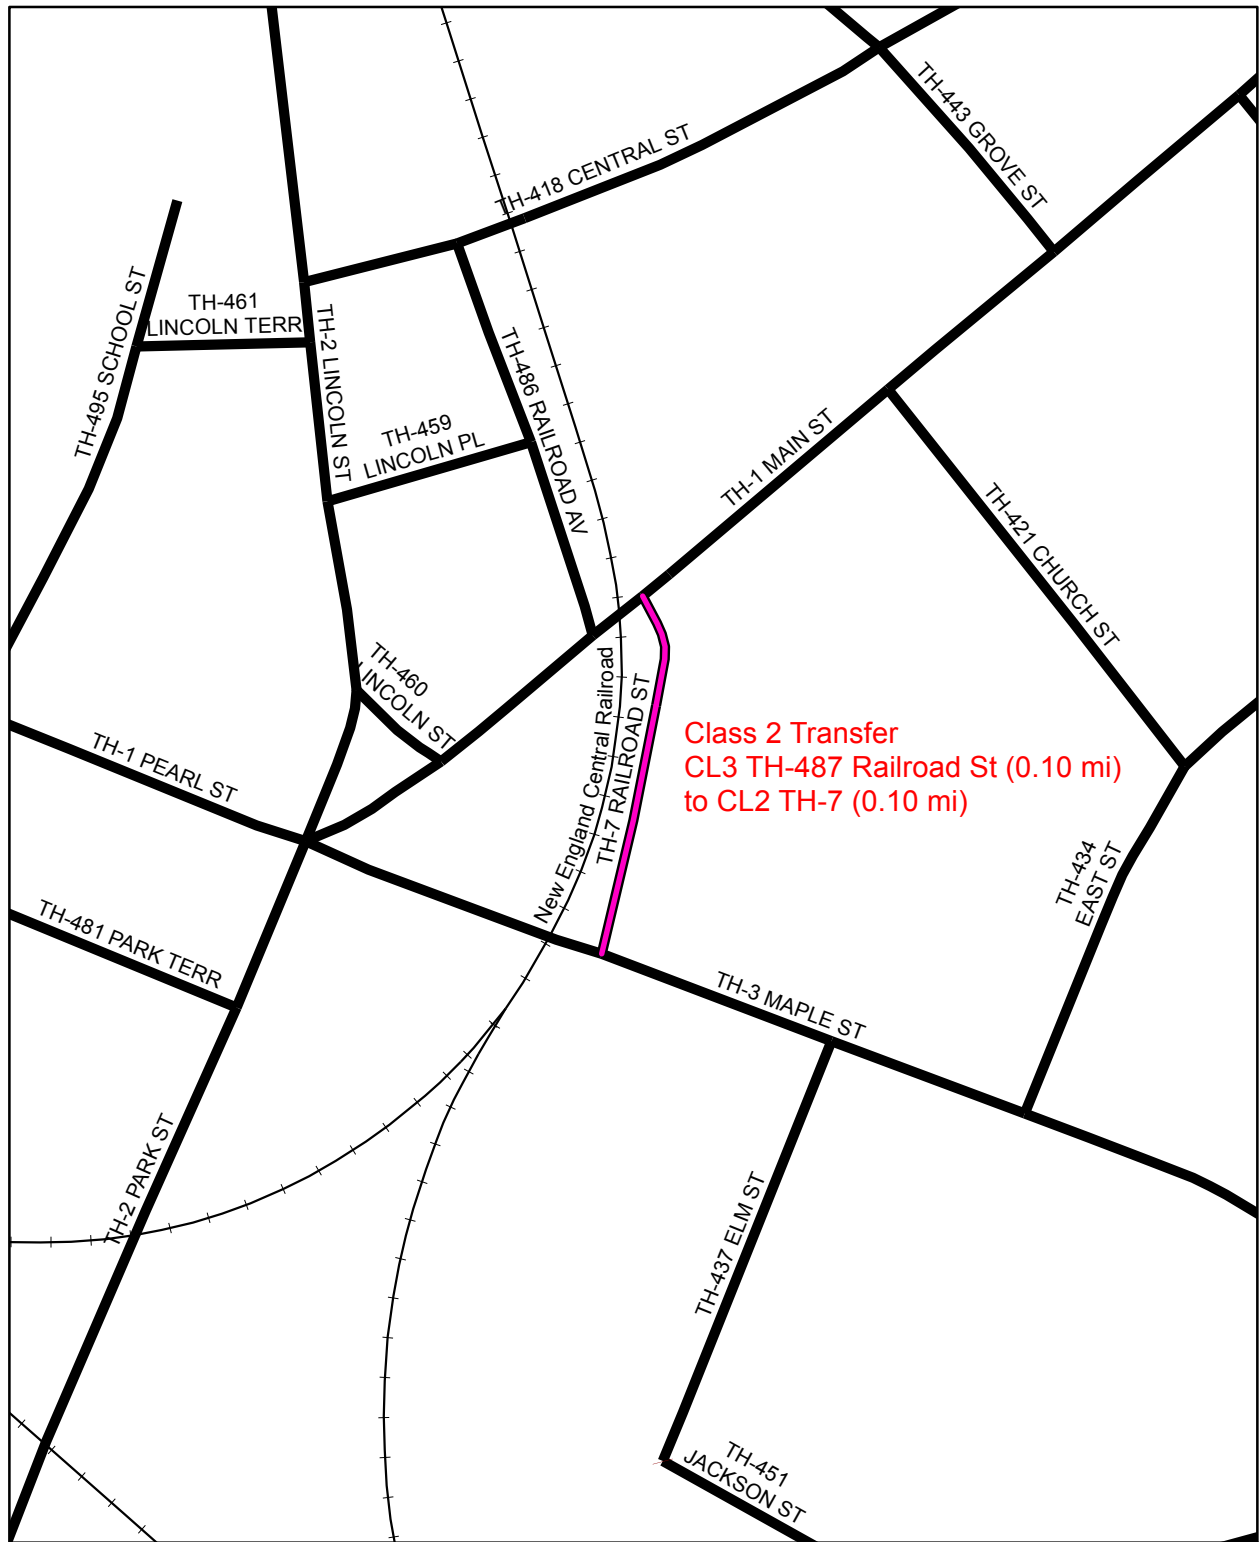 TH-443 GROVE ST
TH-418 CENTRAL ST
TH-495 SCHOOL ST
TH-461
LINCOLN TERR
TH-2 LINCOLN ST
TH-486 RAILROAD AV
TH-459
LINCOLN PL
TH-1 MAIN ST
TH-421 CHURCH ST
TH-460
LINCOLN ST
New England Central Railroad
TH-7 RAILROAD ST
Class 2 Transfer
CL3 TH-487 Railroad St (0.10 mi)
to CL2 TH-7 (0.10 mi)
TH-1 PEARL ST
TH-434
EAST ST
TH-481 PARK TERR
TH-3 MAPLE ST
TH-2 PARK ST
TH-437 ELM ST
TH-451
JACKSON ST